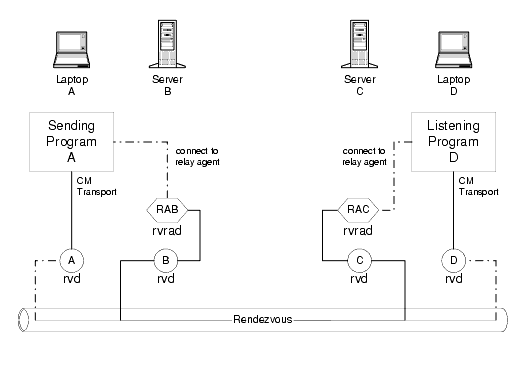 Laptop
A
Server
B
Server
C
Laptop
D
Sending
Program
A
connect to
relay agent
connect to
relay agent
Listening
Program
D
CM
Transport
CM
Transport
RAB
rvrad
RAC
rvrad
A
rvd
B
rvd
C
rvd
D
rvd
Rendezvous